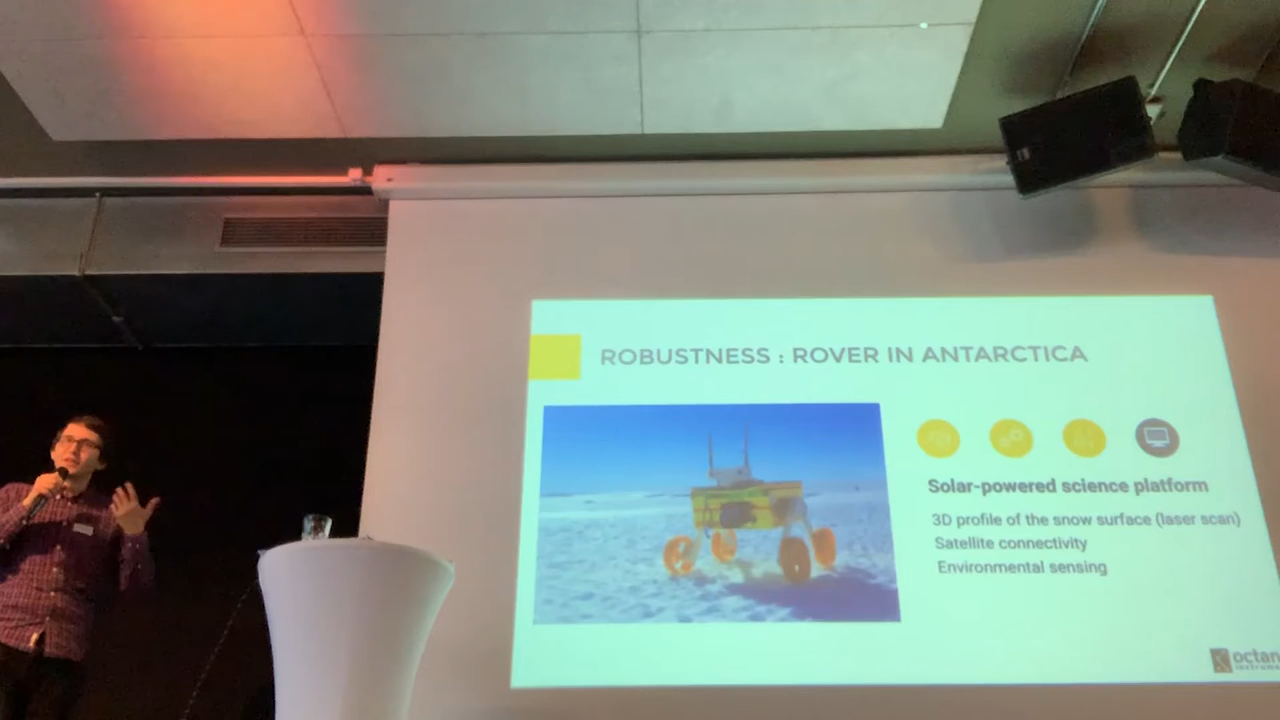 ROBUSTNESS : ROVER IN ANTARCTICA
Solar-powered science platform
3D profile of the snow surface (laser scan)
Satellite connectivity
Environmental sensing
octan